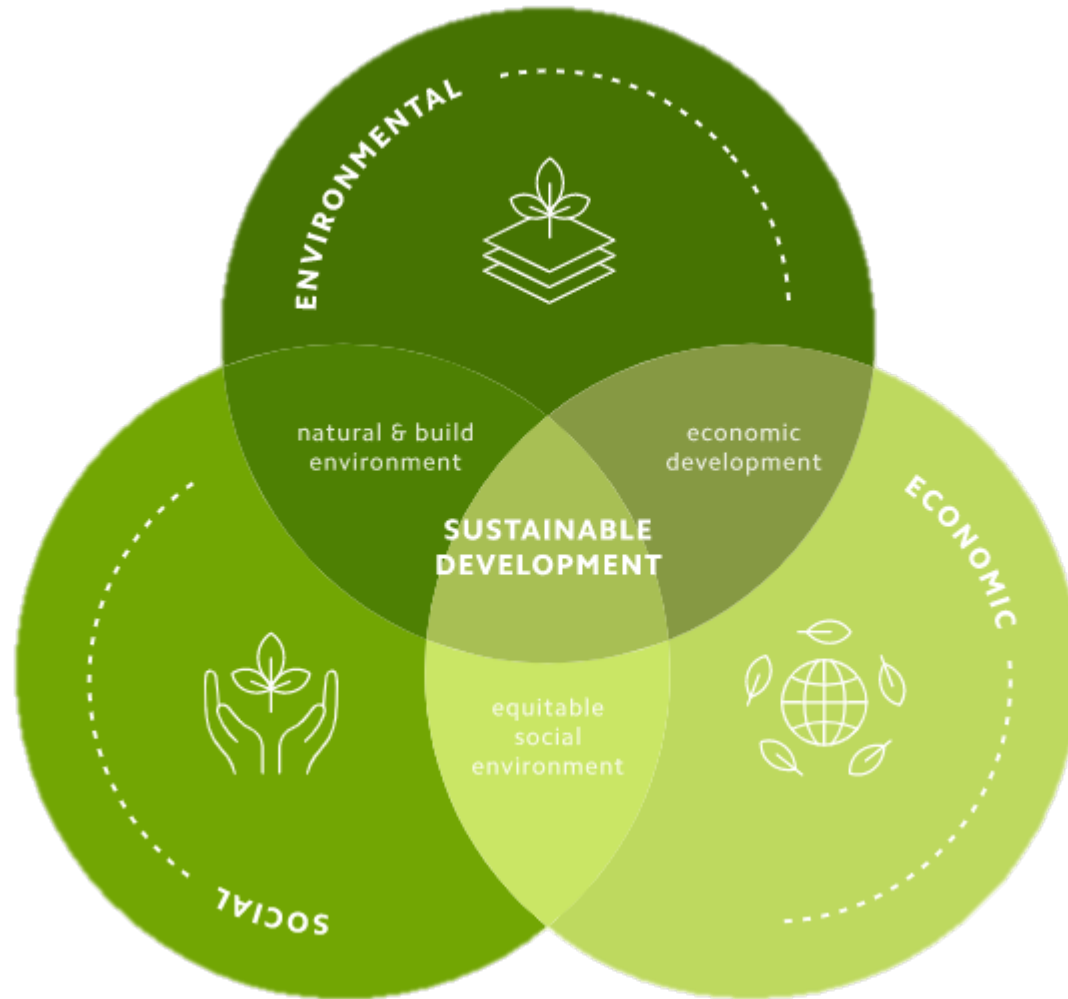 ENVIRONMENTAL
natural & build
environment
economic
development
SUSTAINABLE
DEVELOPMENT
ECONOMIC
equitable
social
environment
SOCIAL